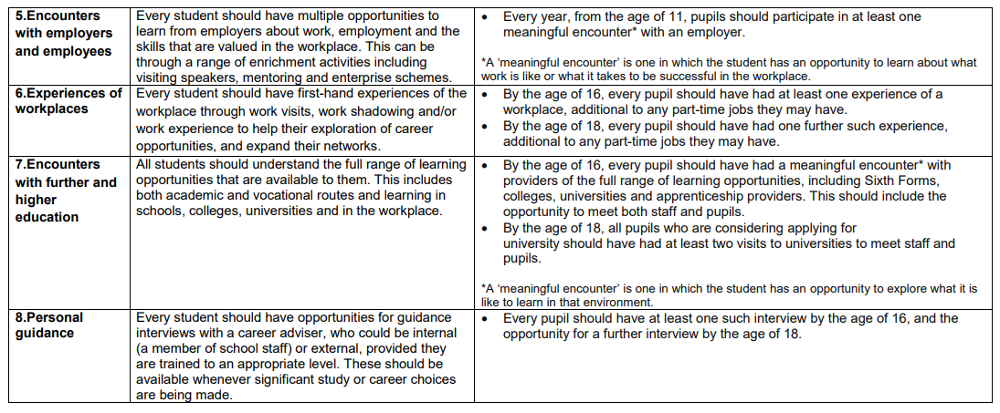 5.Encounters
with employers
and employees
Every student should have multiple opportunities to
learn from employers about work, employment and the
skills that are valued in the workplace. This can be
through a range of enrichment activities including
visiting speakers, mentoring and enterprise schemes.
• Every year, from the age of 11, pupils should participate in at least one
meaningful encounter* with an employer.
*A ‘meaningful encounter’ is one in which the student has an opportunity to learn about what
work is like or what it takes to be successful in the workplace.
6.Experiences of
workplaces
Every student should have first-hand experiences of the
workplace through work visits, work shadowing and/or
work experience to help their exploration of career
opportunities, and expand their networks.
• By the age of 16, every pupil should have had at least one experience of a
workplace, additional to any part-time jobs they may have.
• By the age of 18, every pupil should have had one further such experience,
additional to any part-time jobs they may have.
7.Encounters
with further and
higher
education
All students should understand the full range of learning
opportunities that are available to them. This includes
both academic and vocational routes and learning in
schools, colleges, universities and in the workplace.
• By the age of 16, every pupil should have had a meaningful encounter* with
providers of the full range of learning opportunities, including Sixth Forms,
colleges, universities and apprenticeship providers. This should include the
opportunity to meet both staff and pupils.
• By the age of 18, all pupils who are considering applying for
university should have had at least two visits to universities to meet staff and
pupils.
*A ‘meaningful encounter’ is one in which the student has an opportunity to explore what it is
like to learn in that environment.
8.Personal
guidance
Every student should have opportunities for guidance
interviews with a career adviser, who could be internal
(a member of school staff) or external, provided they
are trained to an appropriate level. These should be
available whenever significant study or career choices
are being made.
• Every pupil should have at least one such interview by the age of 16, and the
opportunity for a further interview by the age of 18.